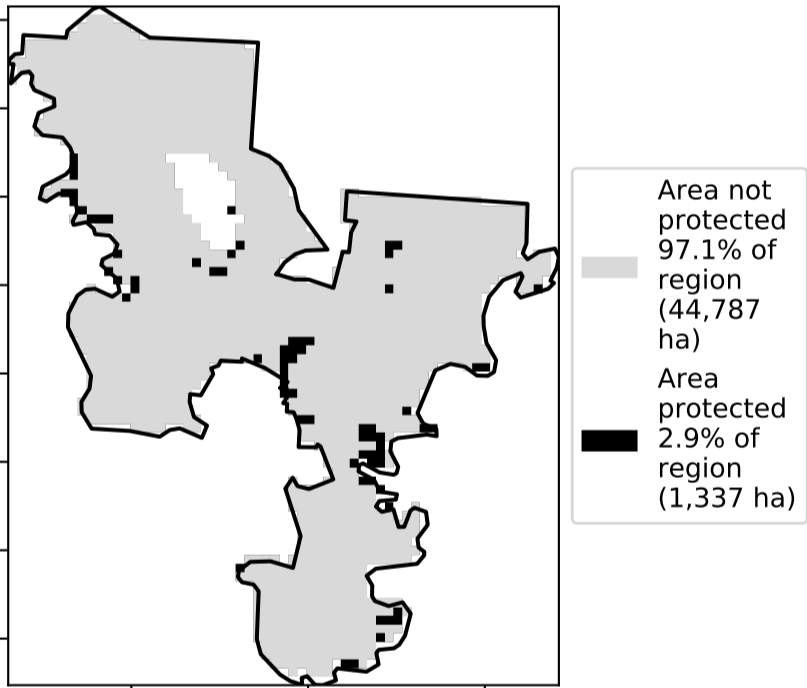 Area not
protected
97.1% of
region
(44,787
ha)
Area
protected
2.9% of
region
(1,337 ha)